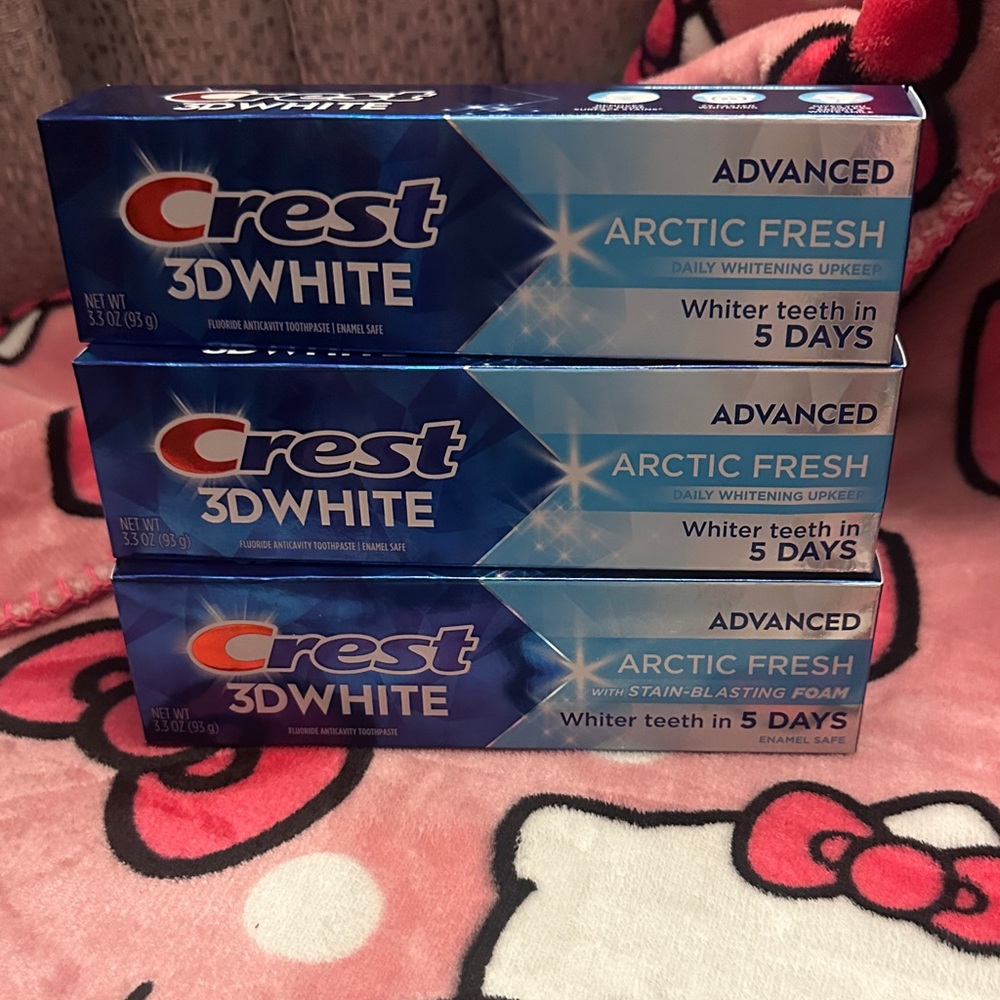 Crest
3DWHITE
Crest
3DWHITE
NET WT
3.3 OZ (93 g)
FLUORIDE ANTICAVITY TOOTHPASTE | ENAMEL SAFE
ADVANCED
ARCTIC FRESH
DAILY WHITENING UPKEEP
Whiter teeth in
5 DAYS
3DWHITE
Crest
3DWHITE
NET WT
3.3 OZ (93 g)
FLUORIDE ANTICAVITY TOOTHPASTE | ENAMEL SAFE
ADVANCED
ARCTIC FRESH
DAILY WHITENING UPKEEP
Whiter teeth in
5 DAYS
Crest
3DWHITE
NET WT
3.3 OZ (93 g)
FLUORIDE ANTICAVITY TOOTHPASTE
ADVANCED
ARCTIC FRESH
WITH STAIN-BLASTING FOAM
Whiter teeth in 5 DAYS
ENAMEL SAFE